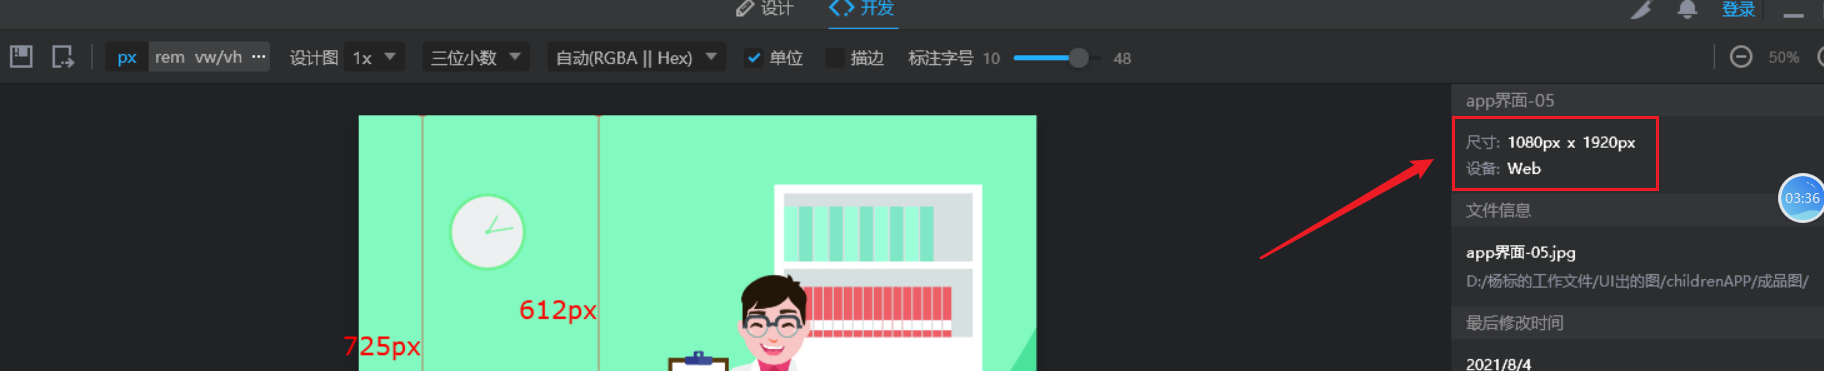 设计 开发 登录
px rem vw/vh ··· 设计图 1x 三位小数 自动(RGBA || Hex) 单位 描边 标注字号 10 48 50%
app界面-05
尺寸: 1080px x 1920px
设备: Web
03:36
文件信息
app界面-05.jpg
D:/杨标的工作文件/UI出的图/childrenAPP/成品图/
612px
最后修改时间
725px
2021/8/4